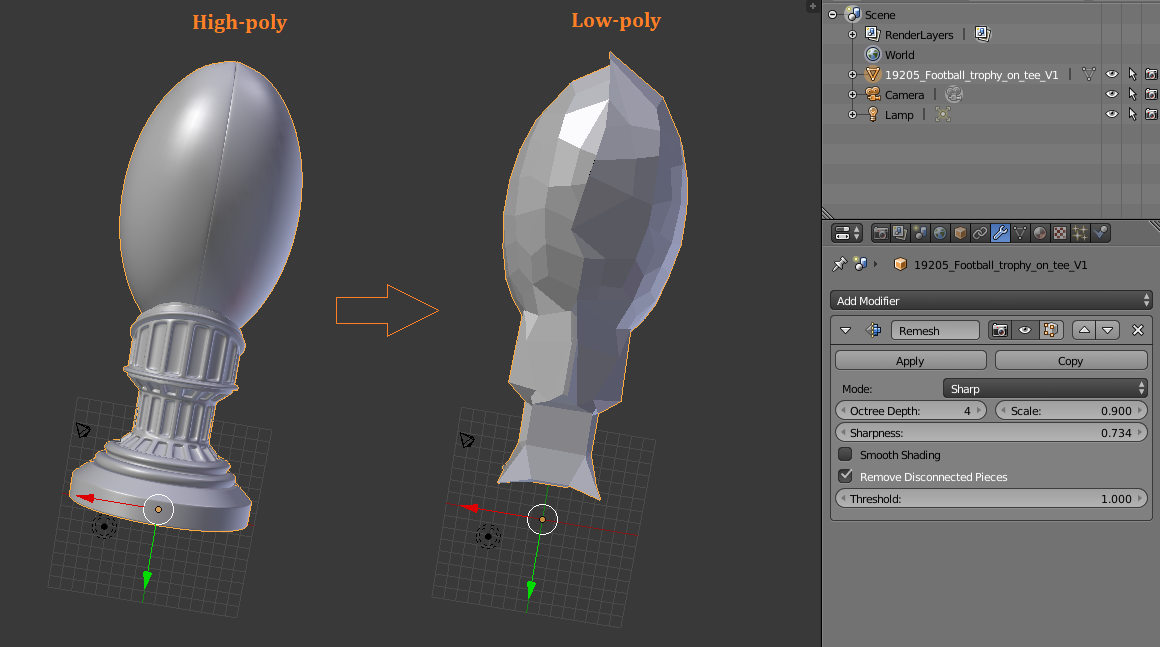 High-poly
Low-poly
Scene
RenderLayers
World
19205_Football_trophy_on_tee_V1
Camera
Lamp
19205_Football_trophy_on_tee_V1
Add Modifier
Remesh
Apply
Copy
Mode:
Sharp
Octree Depth: 4
Scale: 0.900
Sharpness: 0.734
Smooth Shading
Remove Disconnected Pieces
Threshold: 1.000